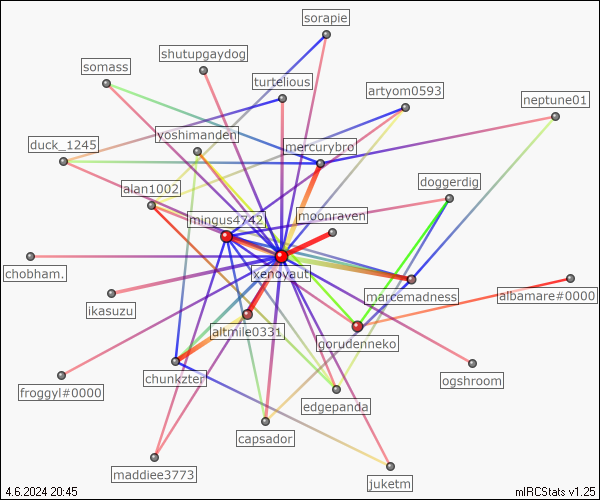 sorapie
shutupgaydog
somass
turtelious
artyom0593
neptune01
yoshimanden
duck_1245
mercurybro
doggerdig
alan1002
moonraven
mingus4742
chobham.
xenoyaut
marcemadness
albamare#0000
ikasuzu
altmile0331
gorudenneko
froggyl#0000
chunkzter
ogshroom
edgepanda
capsador
maddiee3773
juketm
4.6.2024 20:45
mIRCStats v1.25